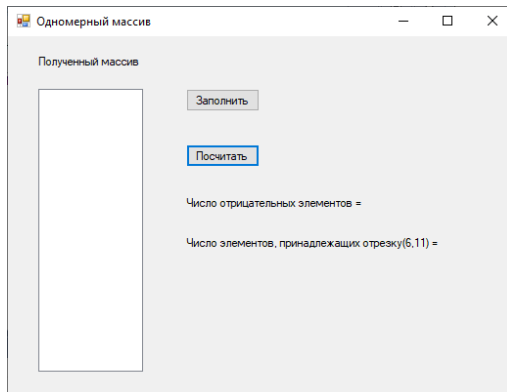 Одномерный массив
Полученный массив
Заполнить
Посчитать
Число отрицательных элементов =
Число элементов, принадлежащих отрезку(6,11) =